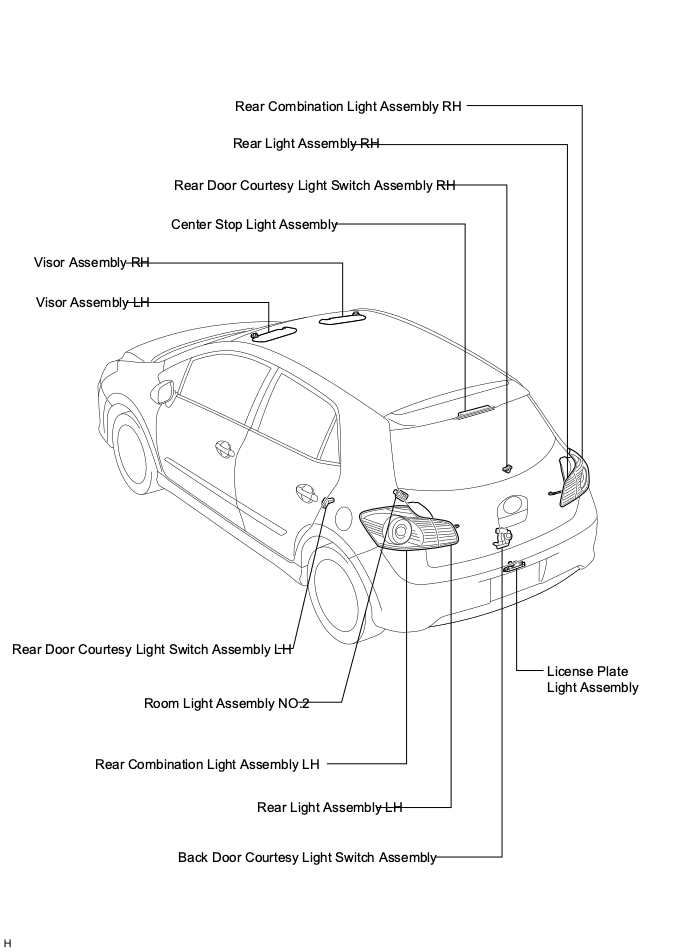 Rear Combination Light Assembly RH
Rear Light Assembly RH
Rear Door Courtesy Light Switch Assembly RH
Center Stop Light Assembly
Visor Assembly RH
Visor Assembly LH
Rear Door Courtesy Light Switch Assembly LH
License Plate
Light Assembly
Room Light Assembly NO.2
Rear Combination Light Assembly LH
Rear Light Assembly LH
Back Door Courtesy Light Switch Assembly
H